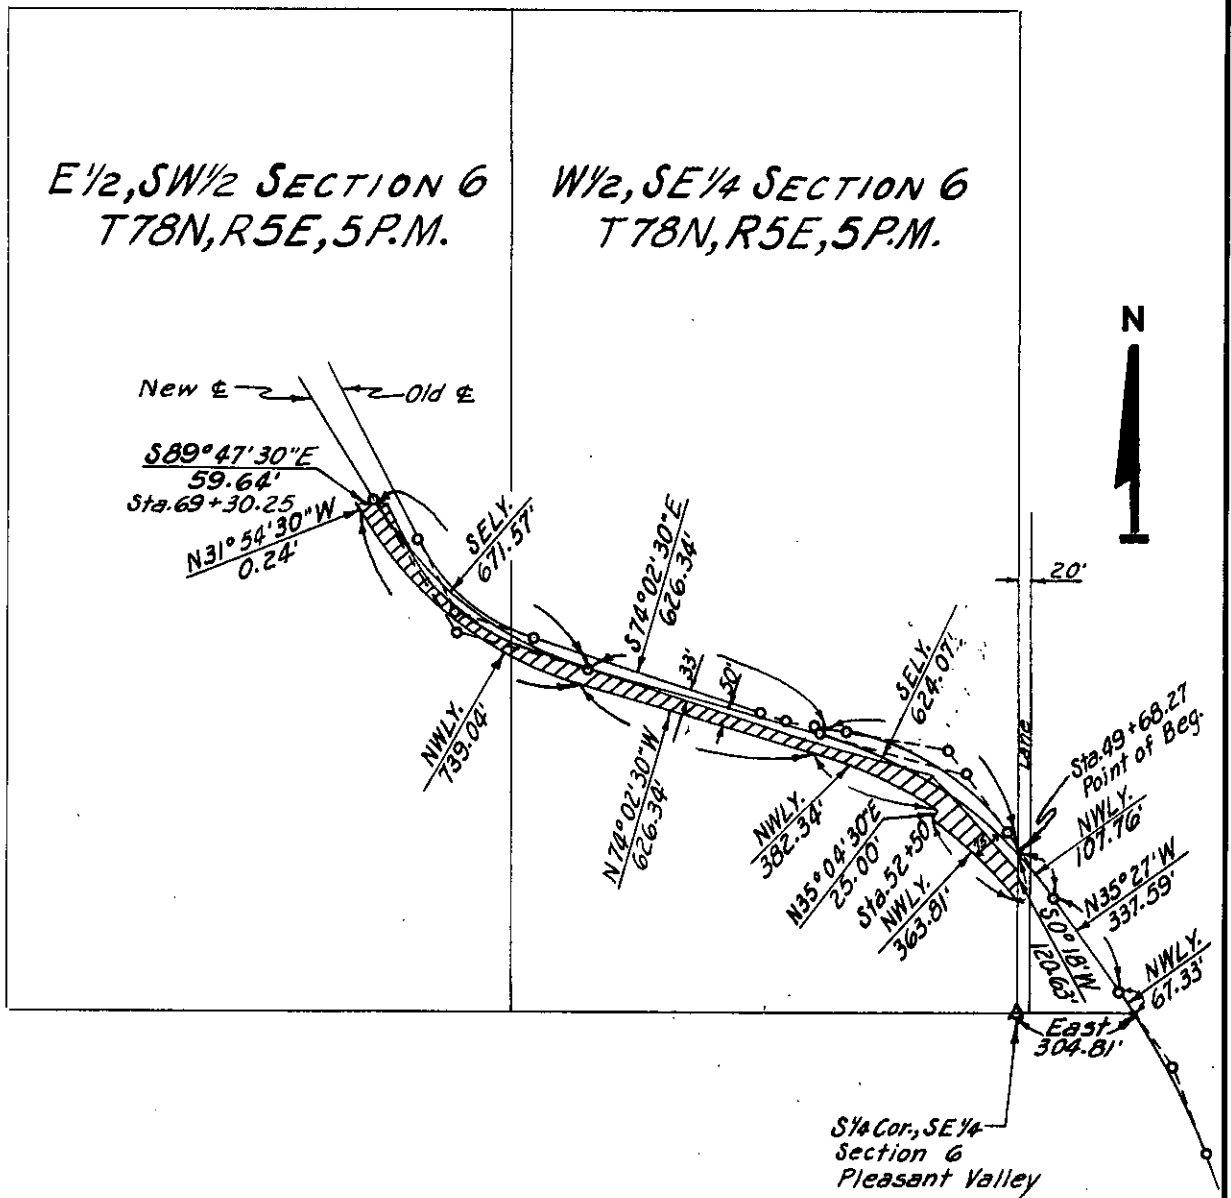 E½, SW½ SECTION 6
T78N, R5E, 5P.M.
W½, SE¼ SECTION 6
T78N, R5E, 5P.M.
N
New ℄
Old ℄
S89°47'30"E
59.64'
Sta. 69+30.25
N31°54'30"W
0.24'
SELY.
671.57'
S74°02'30"E
626.34'
20'
33'
50'
SELY.
624.07'
Lane
Sta. 49+68.27
Point of Beg.
NWLY.
107.76'
N35°27'W
337.59'
NWLY.
67.33'
NWLY.
739.04'
N74°02'30"W
626.34'
NWLY.
382.34'
N35°04'30"E
25.00'
Sta. 52+50
NWLY.
363.81'
S0°18'W
120.63'
East
304.81'
S¼ Cor., SE¼
Section 6
Pleasant Valley